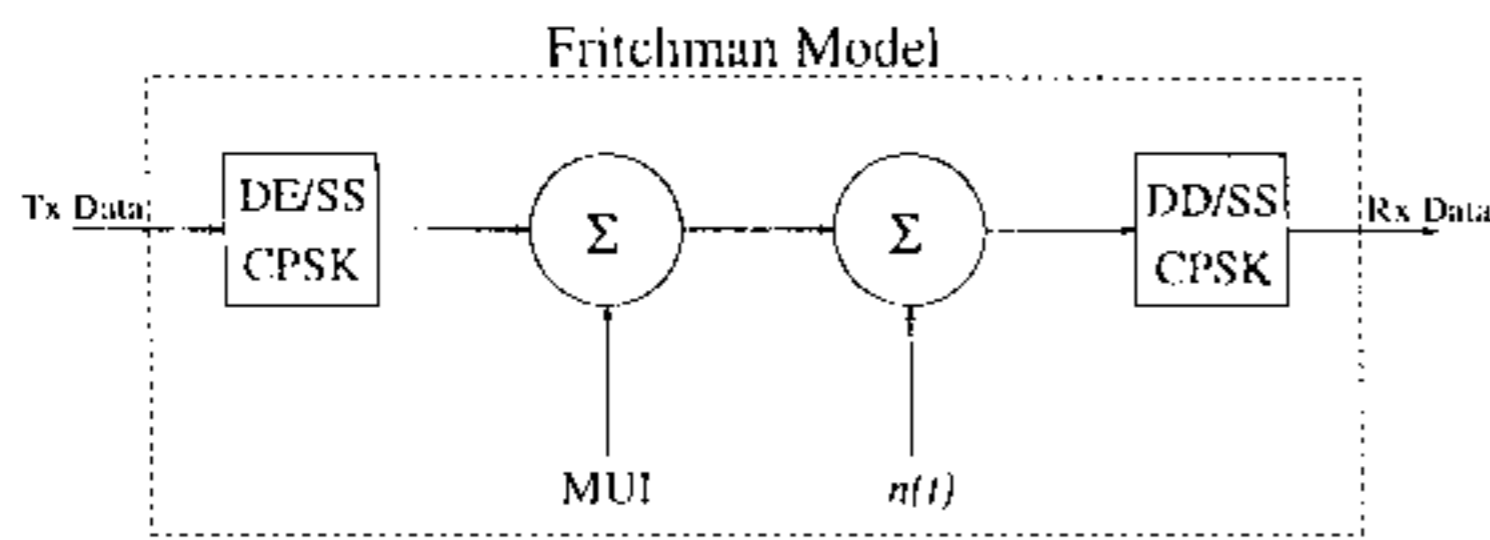 Fritchman Model
Tx Data
DE/SS
CPSK
Σ
Σ
DD/SS
CPSK
Rx Data
MUI
n(t)